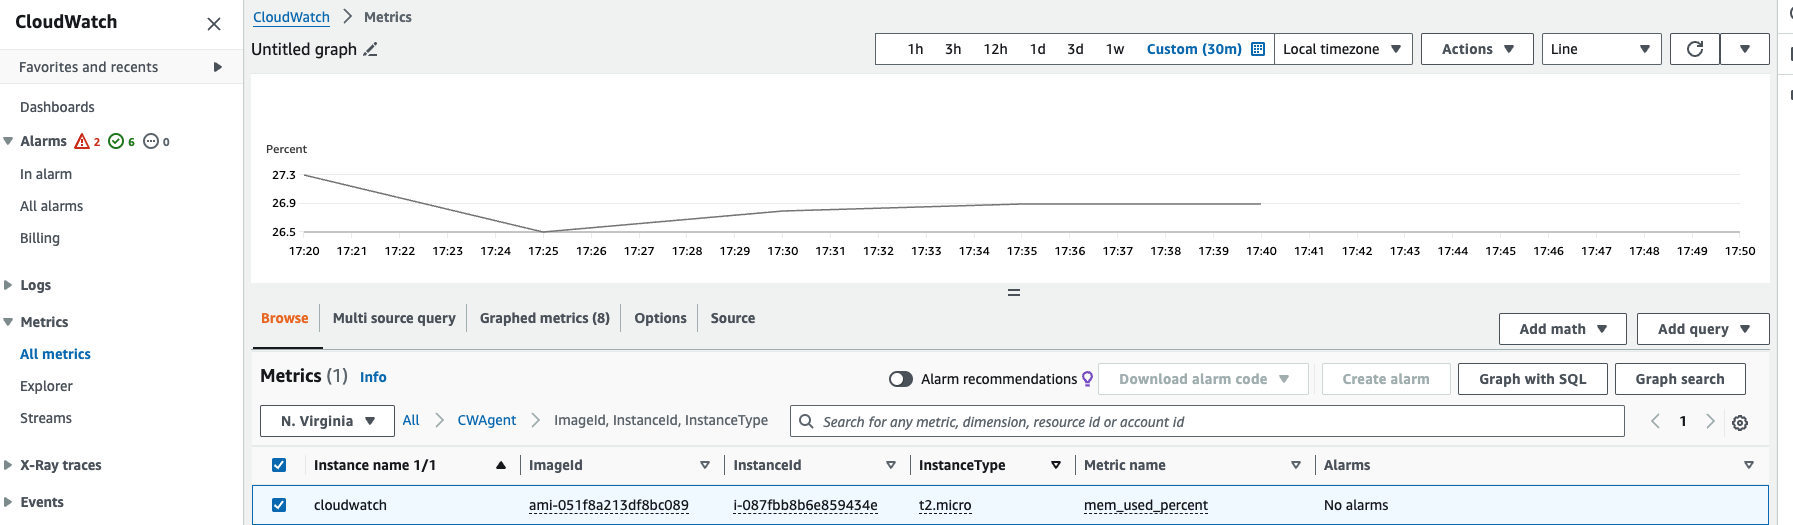 CloudWatch
Favorites and recents
Dashboards
Alarms 2 6 0
In alarm
All alarms
Billing
Logs
Metrics
All metrics
Explorer
Streams
X-Ray traces
Events
CloudWatch Metrics
Untitled graph
1h 3h 12h 1d 3d 1w Custom (30m) Local timezone Actions Line
Percent
27.3
26.9
26.5
17:20 17:21 17:22 17:23 17:24 17:25 17:26 17:27 17:28 17:29 17:30 17:31 17:32 17:33 17:34 17:35 17:36 17:37 17:38 17:39 17:40 17:41 17:42 17:43 17:44 17:45 17:46 17:47 17:48 17:49 17:50
Browse Multi source query Graphed metrics (8) Options Source
Add math Add query
Metrics (1) Info
Alarm recommendations Download alarm code Create alarm Graph with SQL Graph search
N. Virginia All CWAgent ImageId, InstanceId, InstanceType Search for any metric, dimension, resource id or account id 1
Instance name 1/1 ImageId InstanceId InstanceType Metric name Alarms
cloudwatch ami-051f8a213df8bc089 i-087fbb8b6e859434e t2.micro mem_used_percent No alarms